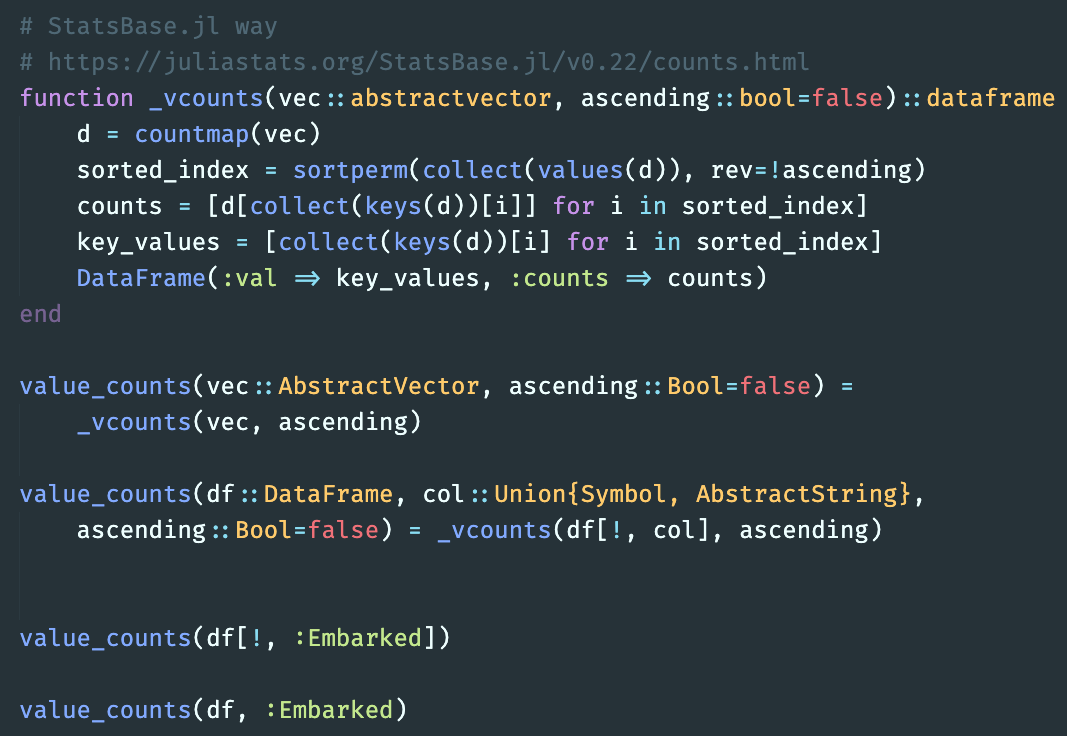 # StatsBase.jl way
# https://juliastats.org/StatsBase.jl/v0.22/counts.html
function _vcounts(vec::abstractvector, ascending::bool=false)::dataframe
    d = countmap(vec)
    sorted_index = sortperm(collect(values(d)), rev=!ascending)
    counts = [d[collect(keys(d))[i]] for i in sorted_index]
    key_values = [collect(keys(d))[i] for i in sorted_index]
    DataFrame(:val => key_values, :counts => counts)
end

value_counts(vec::AbstractVector, ascending::Bool=false) =
    _vcounts(vec, ascending)

value_counts(df::DataFrame, col::Union{Symbol, AbstractString},
    ascending::Bool=false) = _vcounts(df[!, col], ascending)

value_counts(df[!, :Embarked])

value_counts(df, :Embarked)